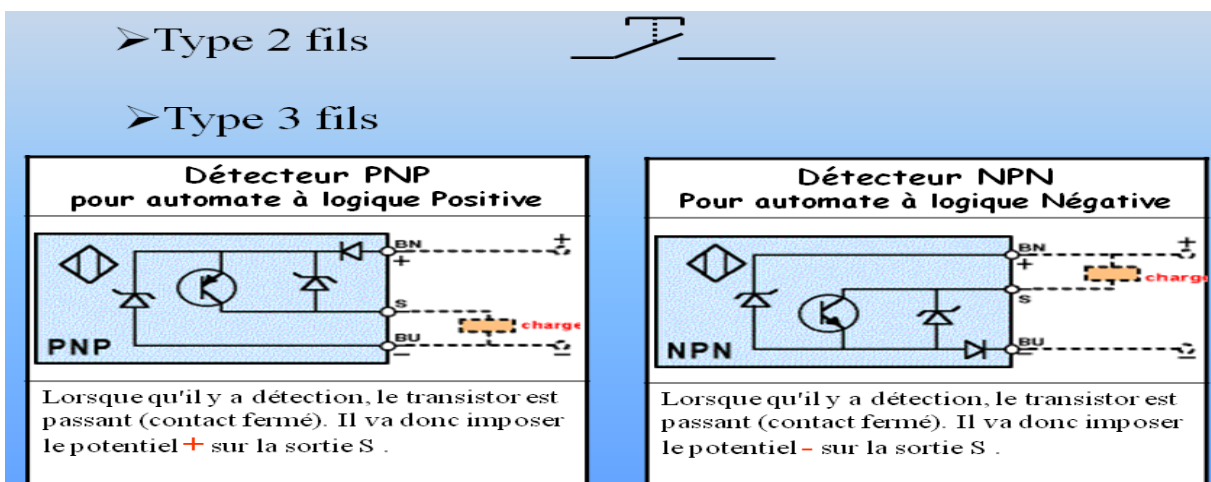 ➢Type 2 fils
➢Type 3 fils
Détecteur PNP
pour automate à logique Positive
BN
+
+
S
charge
BU
−
−
PNP
Lorsque qu'il y a détection, le transistor est
passant (contact fermé). Il va donc imposer
le potentiel + sur la sortie S .
Détecteur NPN
Pour automate à logique Négative
BN
+
+
charge
S
BU
−
−
NPN
Lorsque qu'il y a détection, le transistor est
passant (contact fermé). Il va donc imposer
le potentiel - sur la sortie S .